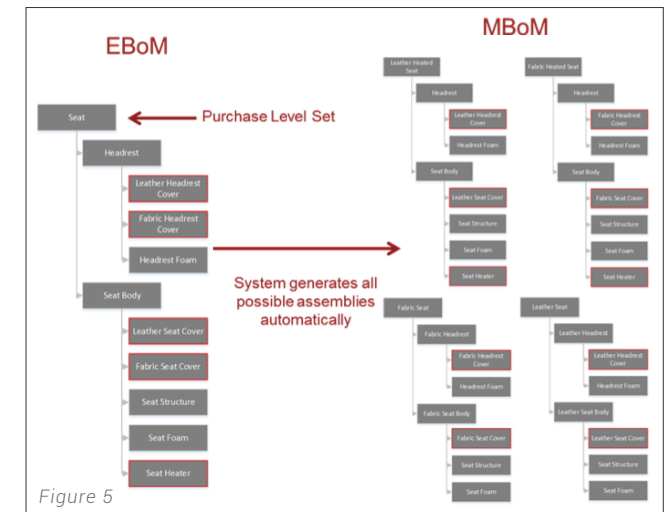 EBoM
Seat
Purchase Level Set
Headrest
Leather Headrest
Cover
Fabric Headrest
Cover
Headrest Foam
Seat Body
Leather Seat Cover
Fabric Seat Cover
Seat Structure
Seat Foam
Seat Heater
System generates all
possible assemblies
automatically
MBoM
Leather Heated
Seat
Headrest
Leather Headrest
Cover
Headrest Foam
Seat Body
Leather Seat Cover
Seat Structure
Seat Foam
Seat Heater
Fabric Heated Seat
Headrest
Fabric Headrest
Cover
Headrest Foam
Seat Body
Fabric Seat Cover
Seat Structure
Seat Foam
Seat Heater
Fabric Seat
Fabric Headrest
Fabric Headrest
Cover
Headrest Foam
Fabric Seat Body
Fabric Seat Cover
Seat Structure
Seat Foam
Leather Seat
Leather Headrest
Leather Headrest
Cover
Headrest Foam
Leather Seat Body
Leather Seat Cover
Seat Structure
Seat Foam
Figure 5